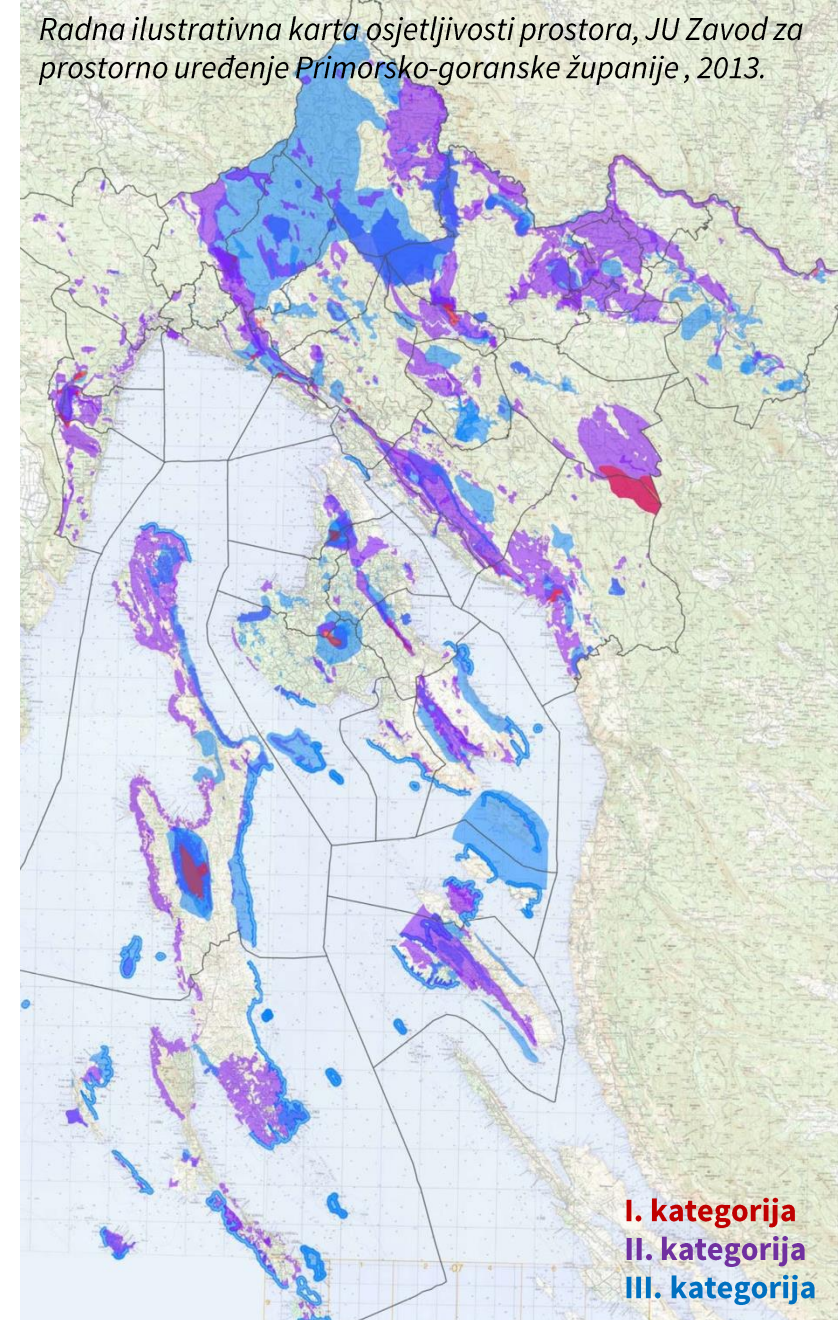 Radna ilustrativna karta osjetljivosti prostora, JU Zavod za
prostorno uređenje Primorsko-goranske županije , 2013.
I. kategorija
II. kategorija
III. kategorija